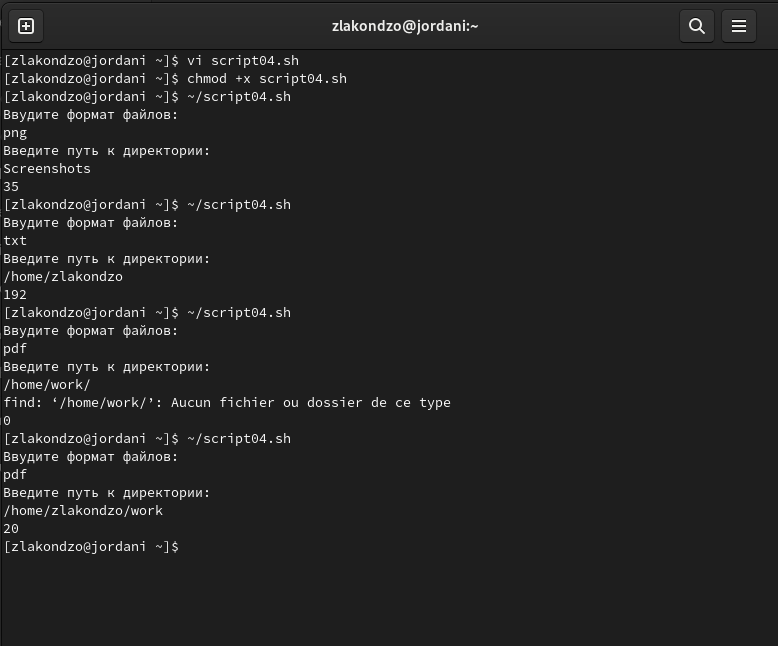 zlakondzo@jordani:~
[zlakondzo@jordani ~]$ vi script04.sh
[zlakondzo@jordani ~]$ chmod +x script04.sh
[zlakondzo@jordani ~]$ ~/script04.sh
Ввудите формат файлов:
png
Введите путь к директории:
Screenshots
35
[zlakondzo@jordani ~]$ ~/script04.sh
Ввудите формат файлов:
txt
Введите путь к директории:
/home/zlakondzo
192
[zlakondzo@jordani ~]$ ~/script04.sh
Ввудите формат файлов:
pdf
Введите путь к директории:
/home/work/
find: ‘/home/work/’: Aucun fichier ou dossier de ce type
0
[zlakondzo@jordani ~]$ ~/script04.sh
Ввудите формат файлов:
pdf
Введите путь к директории:
/home/zlakondzo/work
20
[zlakondzo@jordani ~]$